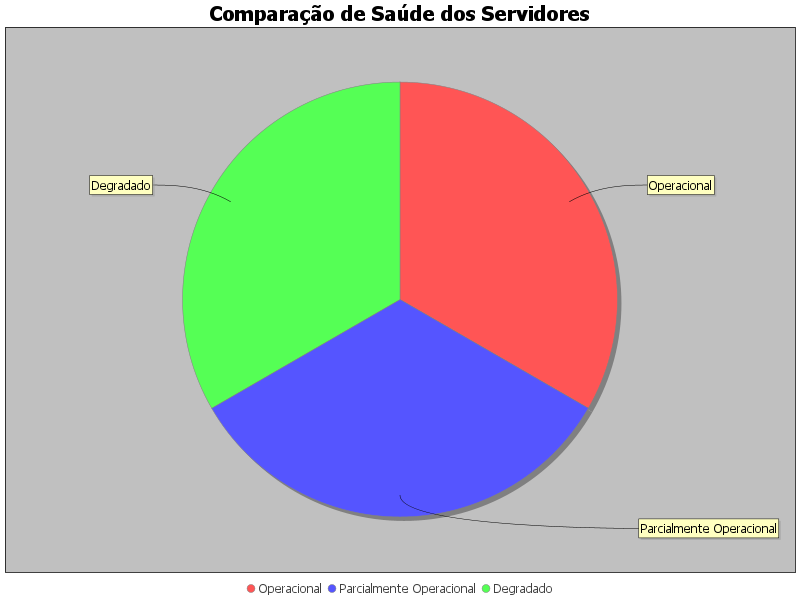 Comparação de Saúde dos Servidores
Degradado
Operacional
Parcialmente Operacional
Operacional Parcialmente Operacional Degradado